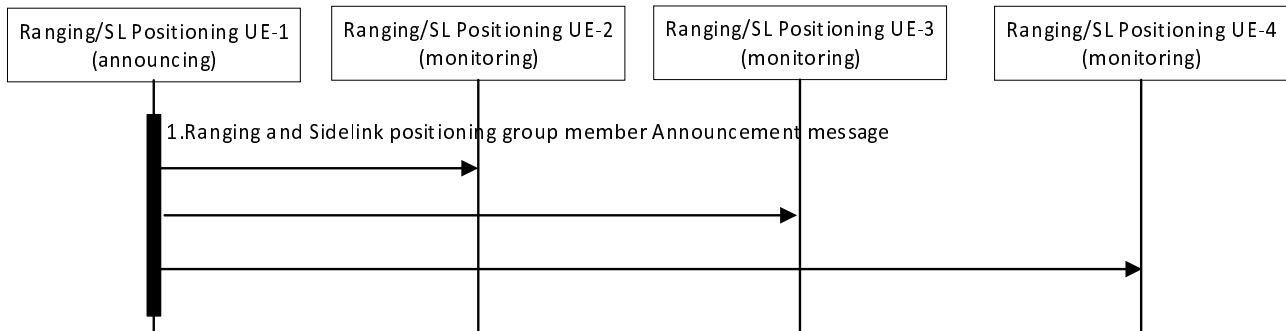 Ranging/SL Positioning UE-1
(announcing)
Ranging/SL Positioning UE-2
(monitoring)
Ranging/SL Positioning UE-3
(monitoring)
Ranging/SL Positioning UE-4
(monitoring)
1.Ranging and Sidelink positioning group member Announcement message